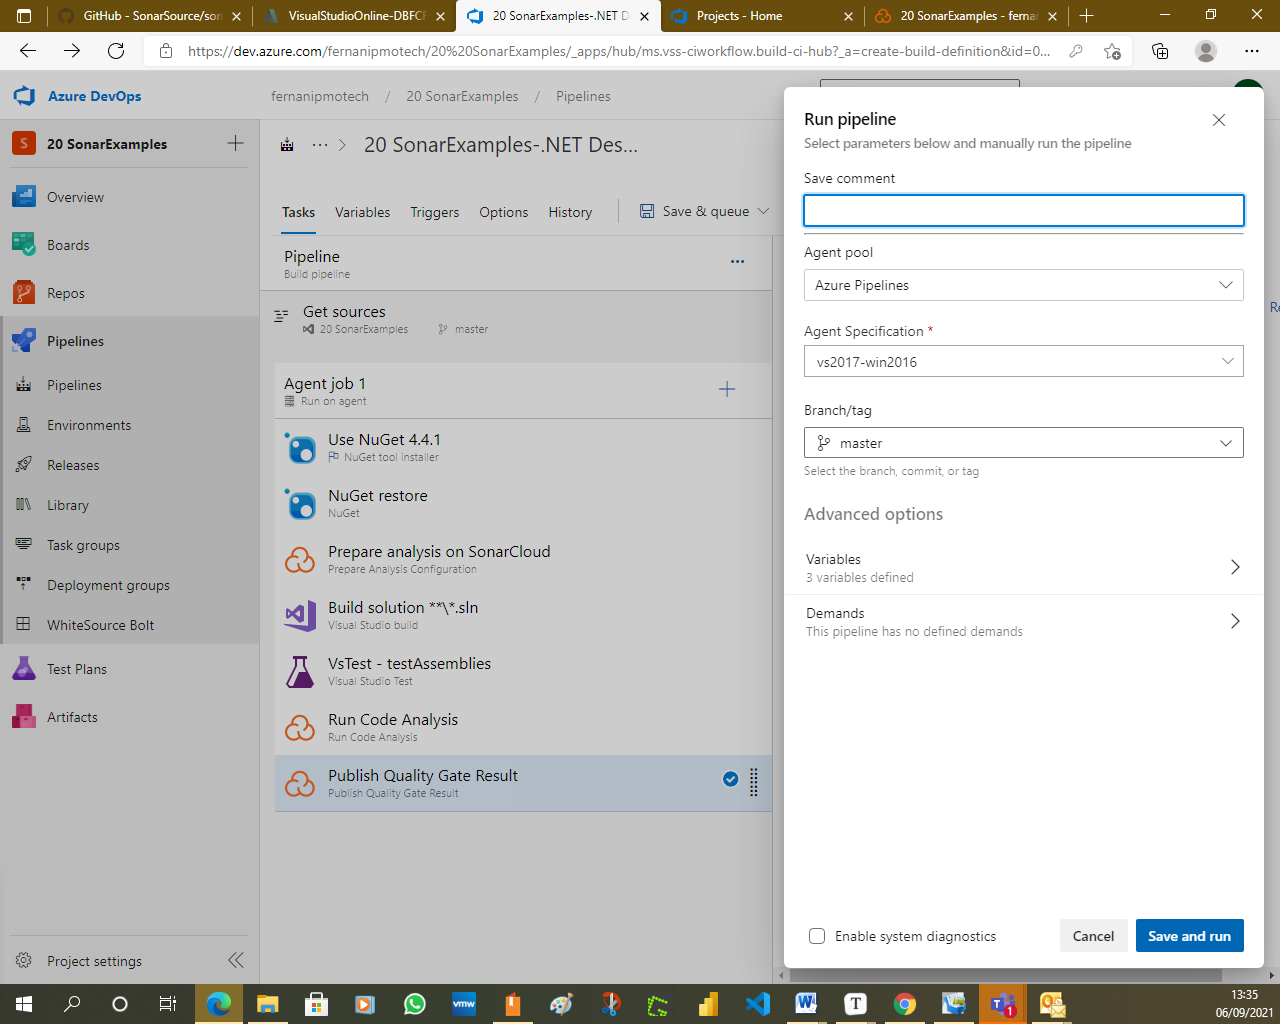 GitHub - SonarSource/son
VisualStudioOnline-DBFCF
20 SonarExamples-.NET D
Projects - Home
20 SonarExamples - fernar
https://dev.azure.com/fernanipmotech/20%20SonarExamples/_apps/hub/ms.vss-ciworkflow.build-ci-hub?_a=create-build-definition&id=0...
Azure DevOps
fernanipmotech / 20 SonarExamples / Pipelines
S 20 SonarExamples
Overview
Boards
Repos
Pipelines
Pipelines
Environments
Releases
Library
Task groups
Deployment groups
WhiteSource Bolt
Test Plans
Artifacts
Project settings
20 SonarExamples-.NET Des...
Tasks Variables Triggers Options History Save & queue
Pipeline
Build pipeline
Get sources
20 SonarExamples master
Agent job 1
Run on agent
Use NuGet 4.4.1
NuGet tool installer
NuGet restore
NuGet
Prepare analysis on SonarCloud
Prepare Analysis Configuration
Build solution **\*.sln
Visual Studio build
VsTest - testAssemblies
Visual Studio Test
Run Code Analysis
Run Code Analysis
Publish Quality Gate Result
Publish Quality Gate Result
Run pipeline
Select parameters below and manually run the pipeline
Save comment
Agent pool
Azure Pipelines
Agent Specification *
vs2017-win2016
Branch/tag
master
Select the branch, commit, or tag
Advanced options
Variables
3 variables defined
Demands
This pipeline has no defined demands
Enable system diagnostics
Cancel
Save and run
Re
vmw
W
T
1
13:35
06/09/2021